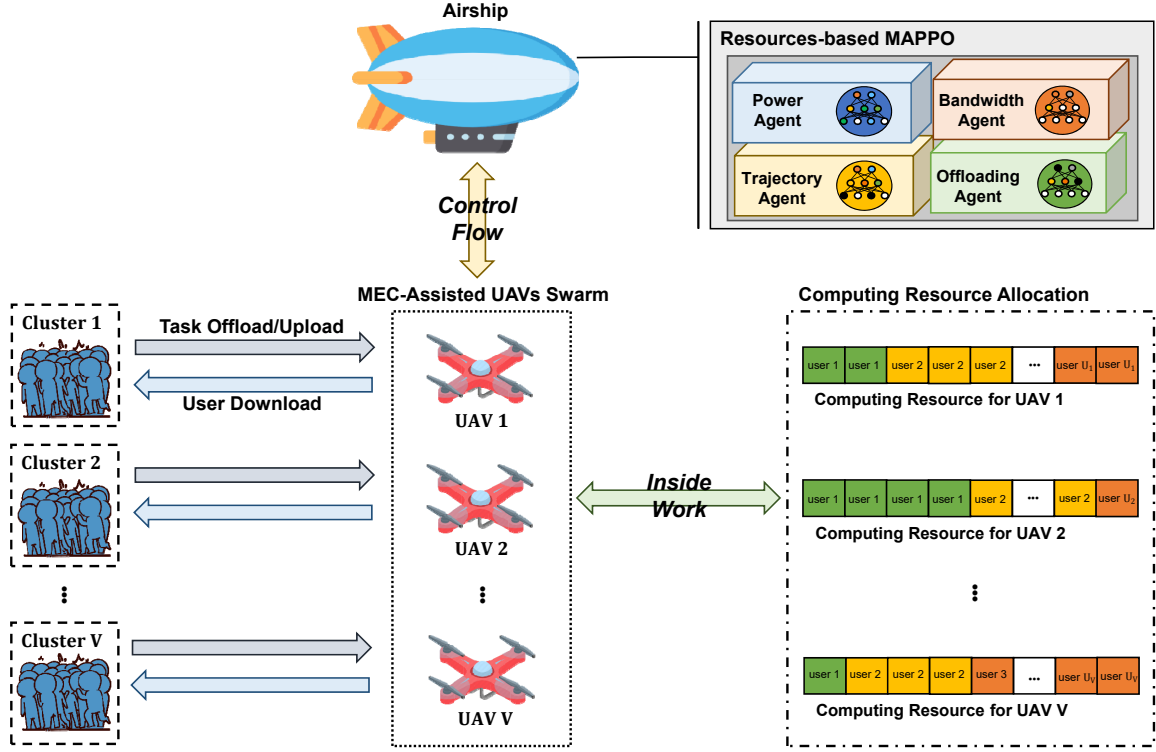 Airship
Resources-based MAPPO
Power
Agent
Bandwidth
Agent
Trajectory
Agent
Offloading
Agent
Control
Flow
MEC-Assisted UAVs Swarm
Computing Resource Allocation
Cluster 1
Task Offload/Upload
User Download
UAV 1
user 1 user 1 user 2 user 2 user 2 ... user U₁ user U₁
Computing Resource for UAV 1
Cluster 2
UAV 2
Inside
Work
user 1 user 1 user 1 user 1 user 2 ... user 2 user U₂
Computing Resource for UAV 2
Cluster V
UAV V
user 1 user 2 user 2 user 2 user 3 ... user U_V user U_V
Computing Resource for UAV V